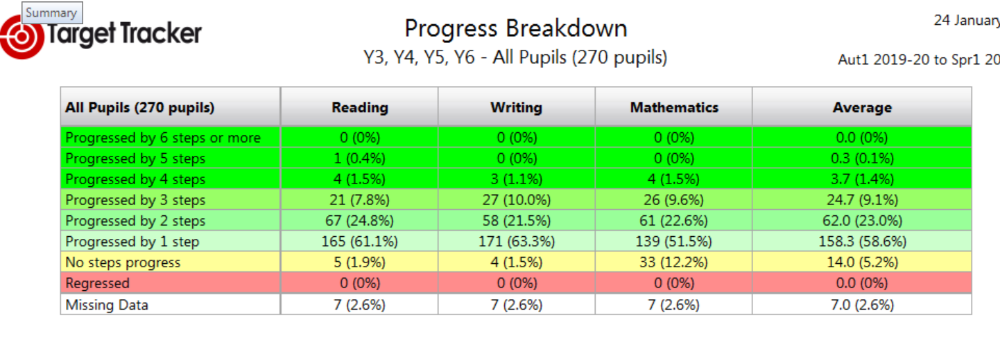 Summary
Target Tracker
Progress Breakdown
24 January
Y3, Y4, Y5, Y6 - All Pupils (270 pupils)
Aut1 2019-20 to Spr1 20
All Pupils (270 pupils) Reading Writing Mathematics Average
Progressed by 6 steps or more 0 (0%) 0 (0%) 0 (0%) 0.0 (0%)
Progressed by 5 steps 1 (0.4%) 0 (0%) 0 (0%) 0.3 (0.1%)
Progressed by 4 steps 4 (1.5%) 3 (1.1%) 4 (1.5%) 3.7 (1.4%)
Progressed by 3 steps 21 (7.8%) 27 (10.0%) 26 (9.6%) 24.7 (9.1%)
Progressed by 2 steps 67 (24.8%) 58 (21.5%) 61 (22.6%) 62.0 (23.0%)
Progressed by 1 step 165 (61.1%) 171 (63.3%) 139 (51.5%) 158.3 (58.6%)
No steps progress 5 (1.9%) 4 (1.5%) 33 (12.2%) 14.0 (5.2%)
Regressed 0 (0%) 0 (0%) 0 (0%) 0.0 (0%)
Missing Data 7 (2.6%) 7 (2.6%) 7 (2.6%) 7.0 (2.6%)